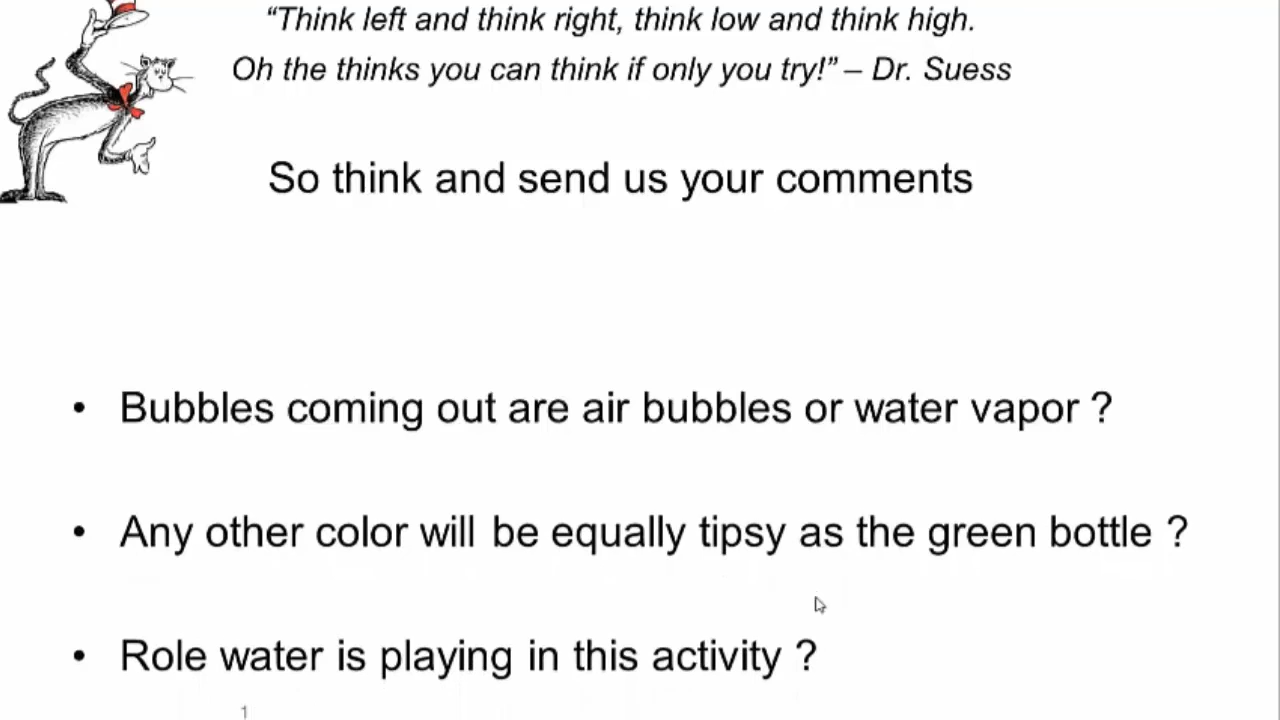 “Think left and think right, think low and think high.
Oh the thinks you can think if only you try!” – Dr. Suess
So think and send us your comments
• Bubbles coming out are air bubbles or water vapor ?
• Any other color will be equally tipsy as the green bottle ?
• Role water is playing in this activity ?
1